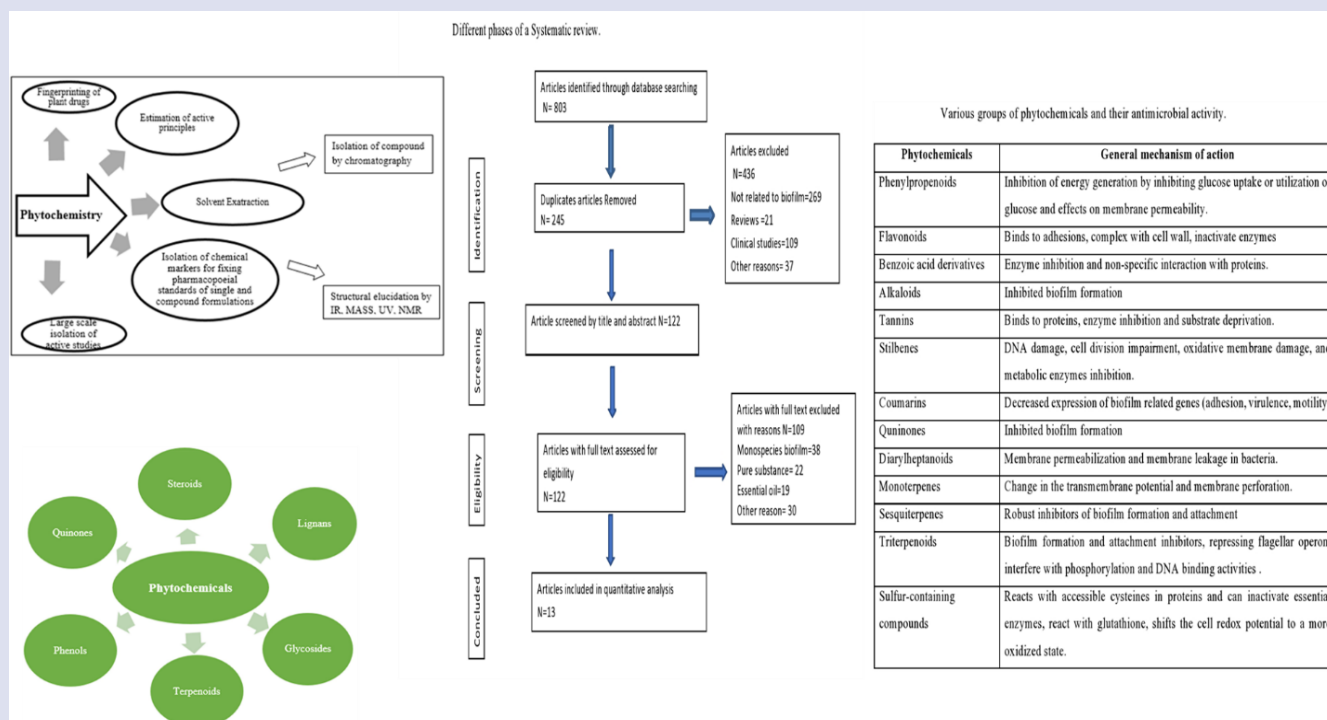 Different phases of a Systematic review.
Fingerprinting of
plant drugs
Estimation of active
principles
Isolation of compound
by chromatography
Phytochemistry
Solvent Exatraction
Isolation of chemical
markers for fixing
pharmacopoeial
standards of single and
compound formulations
Structural elucidation by
IR, MASS, UV, NMR
Large scale
isolation of
active studies
Steroids
Quinones
Lignans
Phytochemicals
Phenols
Glycosides
Terpenoids
Articles identified through database searching
N= 803
Identification
Duplicates articles Removed
N= 245
Articles excluded
N=436
Not related to biofilm=269
Reviews =21
Clinical studies=109
Other reasons= 37
Screening
Article screened by title and abstract N=122
Eligibility
Articles with full text assessed for
eligibility
N=122
Articles with full text excluded
with reasons N=109
Monospecies biofilm=38
Pure substance= 22
Essential oil=19
Other reason= 30
Concluded
Articles included in quantitative analysis
N=13
Various groups of phytochemicals and their antimicrobial activity.
Phytochemicals General mechanism of action
Phenylpropenoids Inhibition of energy generation by inhibiting glucose uptake or utilization o
glucose and effects on membrane permeability.
Flavonoids Binds to adhesions, complex with cell wall, inactivate enzymes
Benzoic acid derivatives Enzyme inhibition and non-specific interaction with proteins.
Alkaloids Inhibited biofilm formation
Tannins Binds to proteins, enzyme inhibition and substrate deprivation.
Stilbenes DNA damage, cell division impairment, oxidative membrane damage, and
metabolic enzymes inhibition.
Coumarins Decreased expression of biofilm related genes (adhesion, virulence, motility
Quninones Inhibited biofilm formation
Diarylheptanoids Membrane permeabilization and membrane leakage in bacteria.
Monoterpenes Change in the transmembrane potential and membrane perforation.
Sesquiterpenes Robust inhibitors of biofilm formation and attachment
Triterpenoids Biofilm formation and attachment inhibitors, repressing flagellar operon
interfere with phosphorylation and DNA binding activities .
Sulfur-containing Reacts with accessible cysteines in proteins and can inactivate essentia
compounds enzymes, react with glutathione, shifts the cell redox potential to a more
oxidized state.